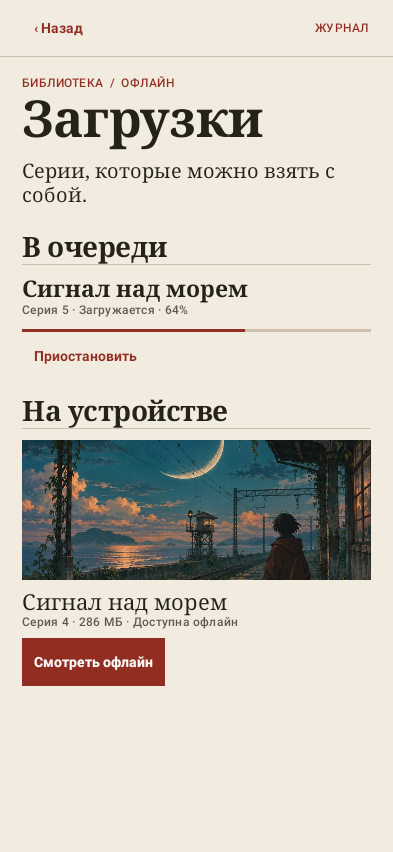 ‹ Назад
ЖУРНАЛ
БИБЛИОТЕКА / ОФЛАЙН
Загрузки
Серии, которые можно взять с
собой.
В очереди
Сигнал над морем
Серия 5 · Загружается · 64%
Приостановить
На устройстве
Сигнал над морем
Серия 4 · 286 МБ · Доступна офлайн
Смотреть офлайн